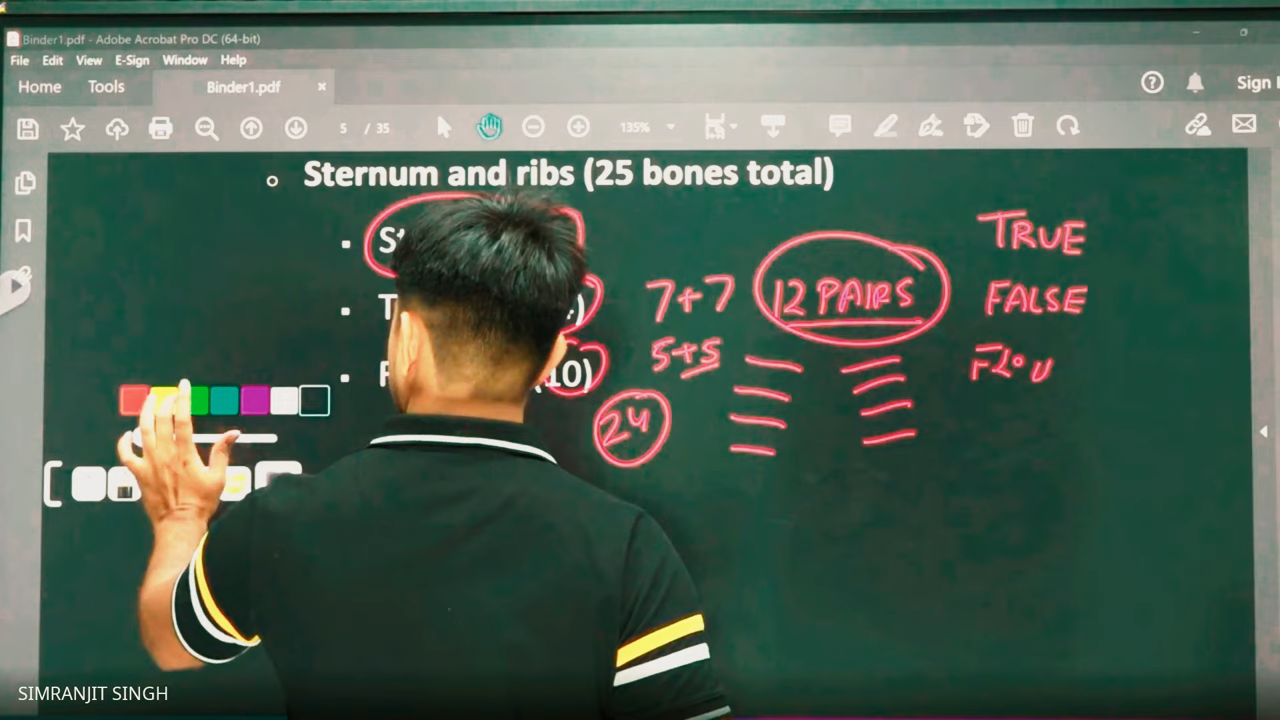 Binder1.pdf - Adobe Acrobat Pro DC (64-bit)
File Edit View E-Sign Window Help
Home Tools Binder1.pdf Sign
5 / 35 135%
Sternum and ribs (25 bones total)
TRUE
7+7 12 PAIRS FALSE
5+5
(10)
24
SIMRANJIT SINGH